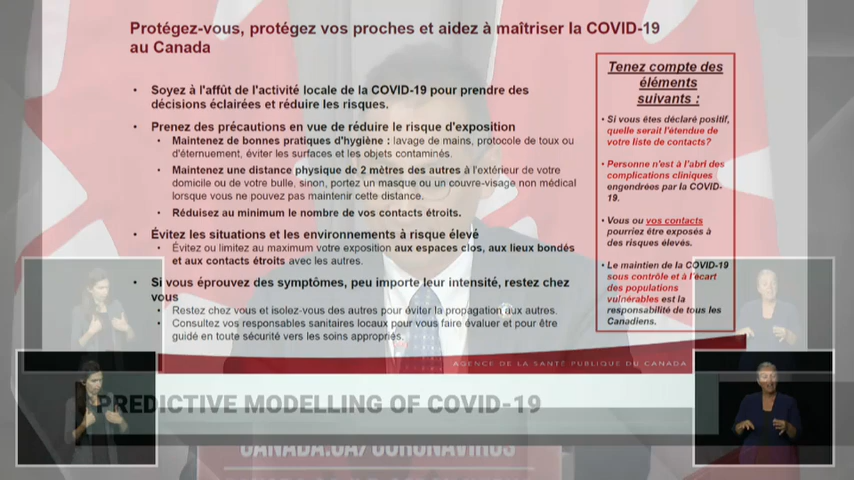 Protégez-vous, protégez vos proches et aidez à maîtriser la COVID-19
au Canada
• Soyez à l'affût de l'activité locale de la COVID-19 pour prendre des
décisions éclairées et réduire les risques.
• Prenez des précautions en vue de réduire le risque d'exposition
• Maintenez de bonnes pratiques d'hygiène : lavage de mains, protocole de toux ou
d'éternuement, éviter les surfaces et les objets contaminés.
• Maintenez une distance physique de 2 mètres des autres à l'extérieur de votre
domicile ou de votre bulle, sinon, portez un masque ou un couvre-visage non médical
lorsque vous ne pouvez pas maintenir cette distance.
• Réduisez au minimum le nombre de vos contacts étroits.
• Évitez les situations et les environnements à risque élevé
• Évitez ou limitez au maximum votre exposition aux espaces clos, aux lieux bondés
et aux contacts étroits avec les autres.
• Si vous éprouvez des symptômes, peu importe leur intensité, restez chez
vous
• Restez chez vous et isolez-vous des autres pour éviter la propagation aux autres.
• Consultez vos responsables sanitaires locaux pour vous faire évaluer et pour être
guidé en toute sécurité vers les soins appropriés.
Tenez compte des
éléments
suivants :
• Si vous êtes déclaré positif,
quelle serait l'étendue de
votre liste de contacts?
• Personne n'est à l'abri des
complications cliniques
engendrées par la COVID-
19.
• Vous ou vos contacts
pourriez être exposés à
des risques élevés.
• Le maintien de la COVID-19
sous contrôle et à l'écart
des populations
vulnérables est la
responsabilité de tous les
Canadiens.
AGENCE DE LA SANTÉ PUBLIQUE DU CANADA
PREDICTIVE MODELLING OF COVID-19
CANADA.CA/CORONAVIRUS